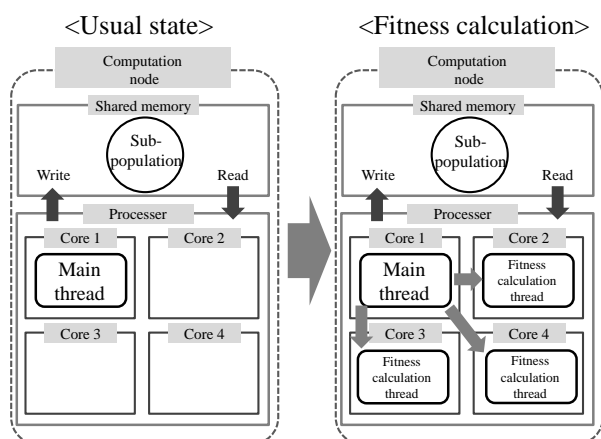 <Usual state>
Computation
node
Shared memory
Sub-
population
Write
Read
Processer
Core 1
Core 2
Main
thread
Core 3
Core 4
<Fitness calculation>
Computation
node
Shared memory
Sub-
population
Write
Read
Processer
Core 1
Core 2
Main
thread
Fitness
calculation
thread
Core 3
Core 4
Fitness
calculation
thread
Fitness
calculation
thread